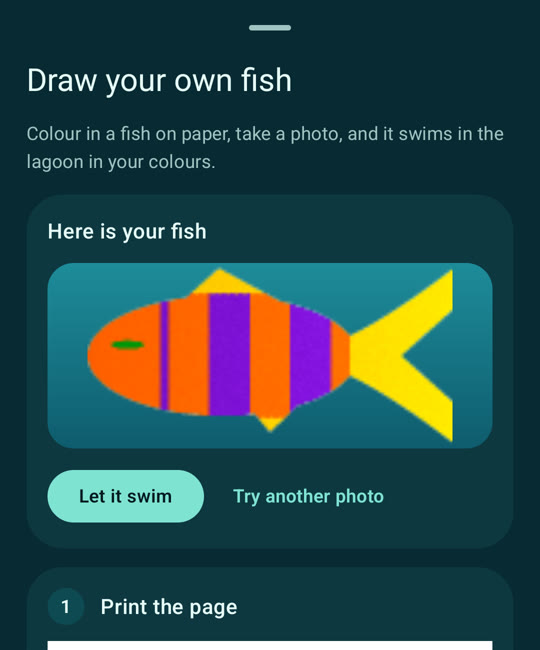 Draw your own fish
Colour in a fish on paper, take a photo, and it swims in the
lagoon in your colours.
Here is your fish
Let it swim
Try another photo
1
Print the page